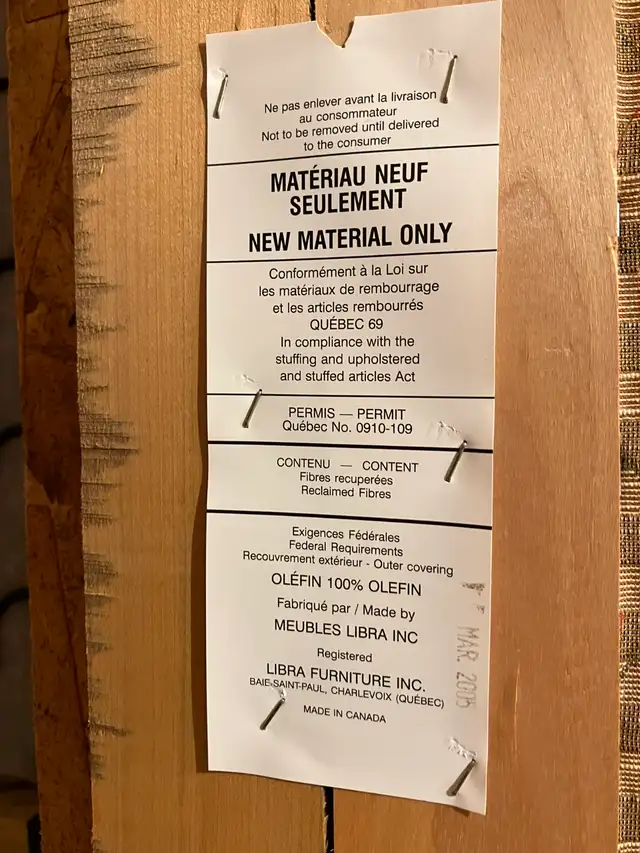 Ne pas enlever avant la livraison
au consommateur
Not to be removed until delivered
to the consumer
MATÉRIAU NEUF
SEULEMENT
NEW MATERIAL ONLY
Conformément à la Loi sur
les matériaux de rembourrage
et les articles rembourrés
QUÉBEC 69
In compliance with the
stuffing and upholstered
and stuffed articles Act
PERMIS — PERMIT
Québec No. 0910-109
CONTENU — CONTENT
Fibres recuperées
Reclaimed Fibres
Exigences Fédérales
Federal Requirements
Recouvrement extérieur - Outer covering
OLÉFIN 100% OLEFIN
Fabriqué par / Made by
MEUBLES LIBRA INC
Registered
LIBRA FURNITURE INC.
BAIE-SAINT-PAUL, CHARLEVOIX (QUÉBEC)
MADE IN CANADA
MAR